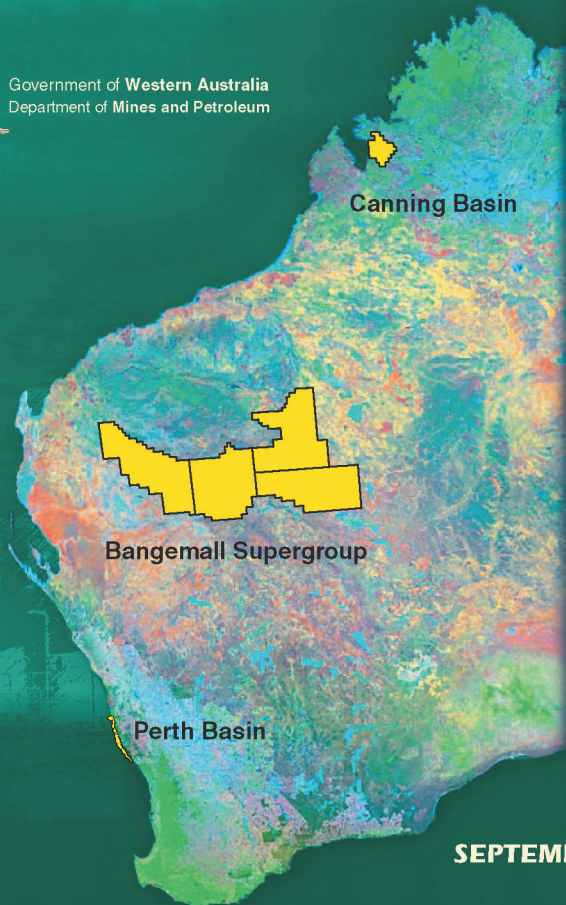 Government of Western Australia
Department of Mines and Petroleum
Canning Basin
Bangemall Supergroup
Perth Basin